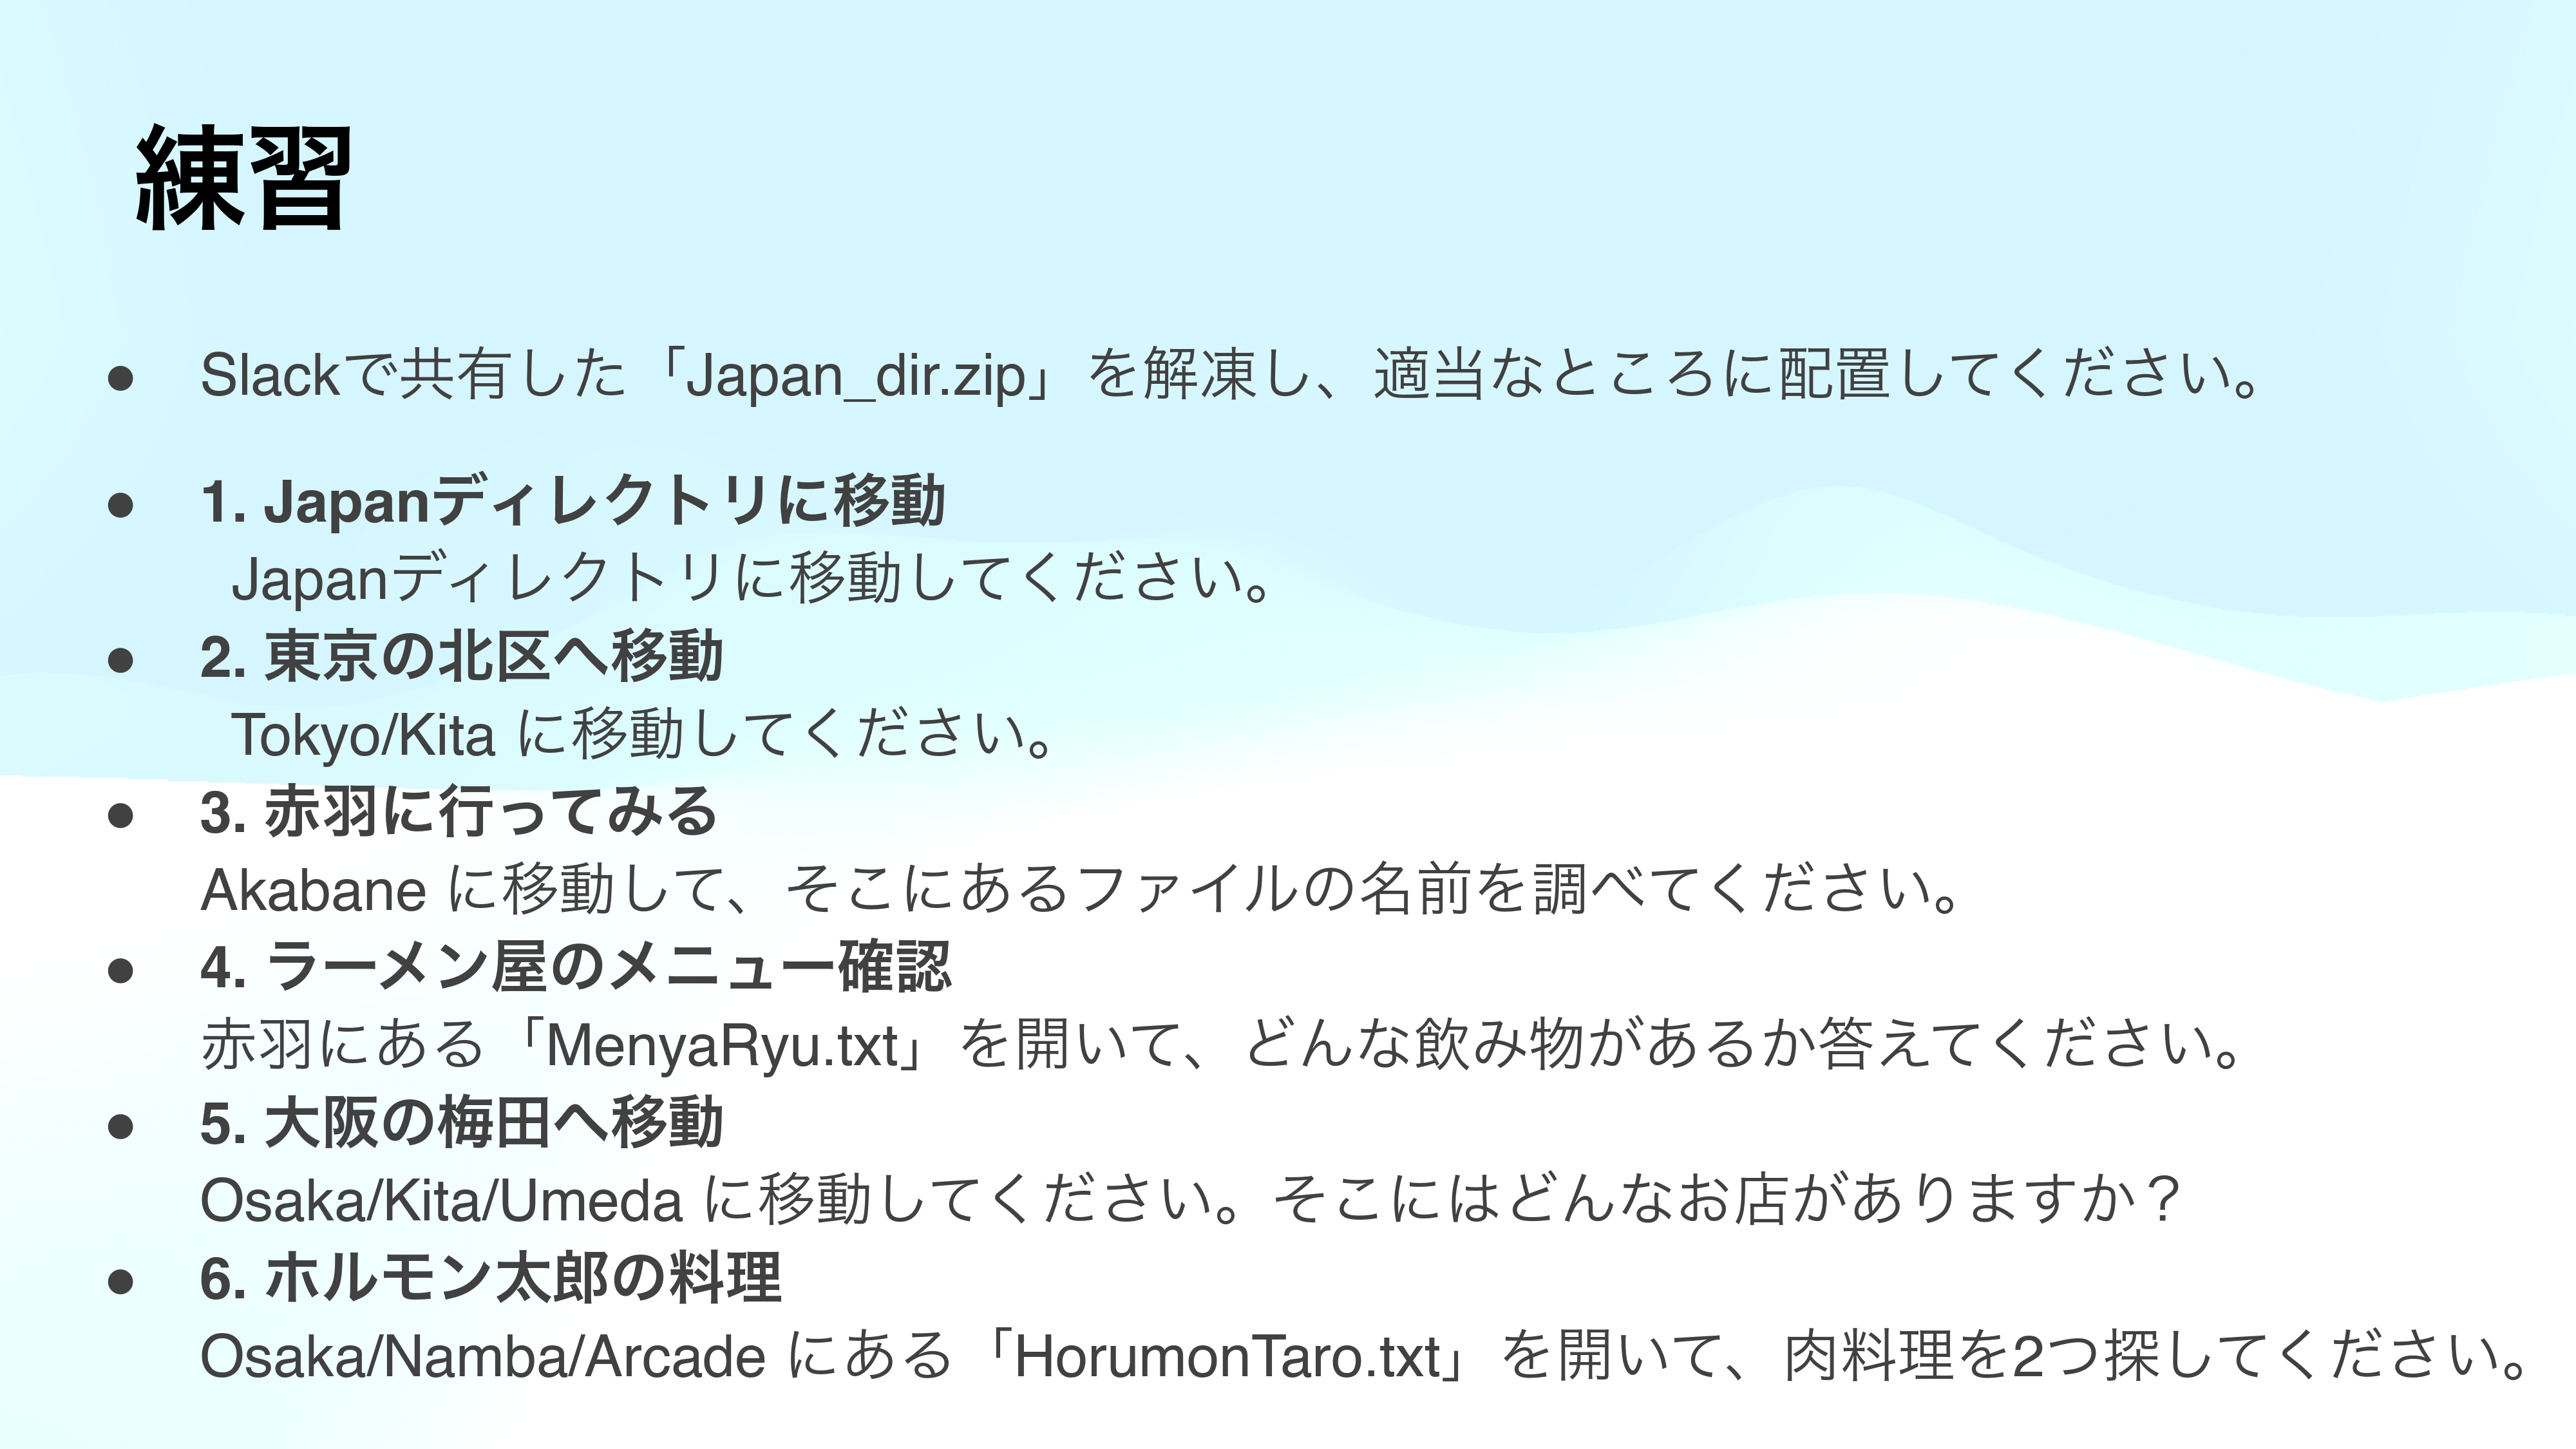 練習
● Slackで共有した「Japan_dir.zip」を解凍し、適当なところに配置してください。
● 1. Japanディレクトリに移動
Japanディレクトリに移動してください。
● 2. 東京の北区へ移動
Tokyo/Kita に移動してください。
● 3. 赤羽に行ってみる
Akabane に移動して、そこにあるファイルの名前を調べてください。
● 4. ラーメン屋のメニュー確認
赤羽にある「MenyaRyu.txt」を開いて、どんな飲み物があるか答えてください。
● 5. 大阪の梅田へ移動
Osaka/Kita/Umeda に移動してください。そこにはどんなお店がありますか？
● 6. ホルモン太郎の料理
Osaka/Namba/Arcade にある「HorumonTaro.txt」を開いて、肉料理を2つ探してください。